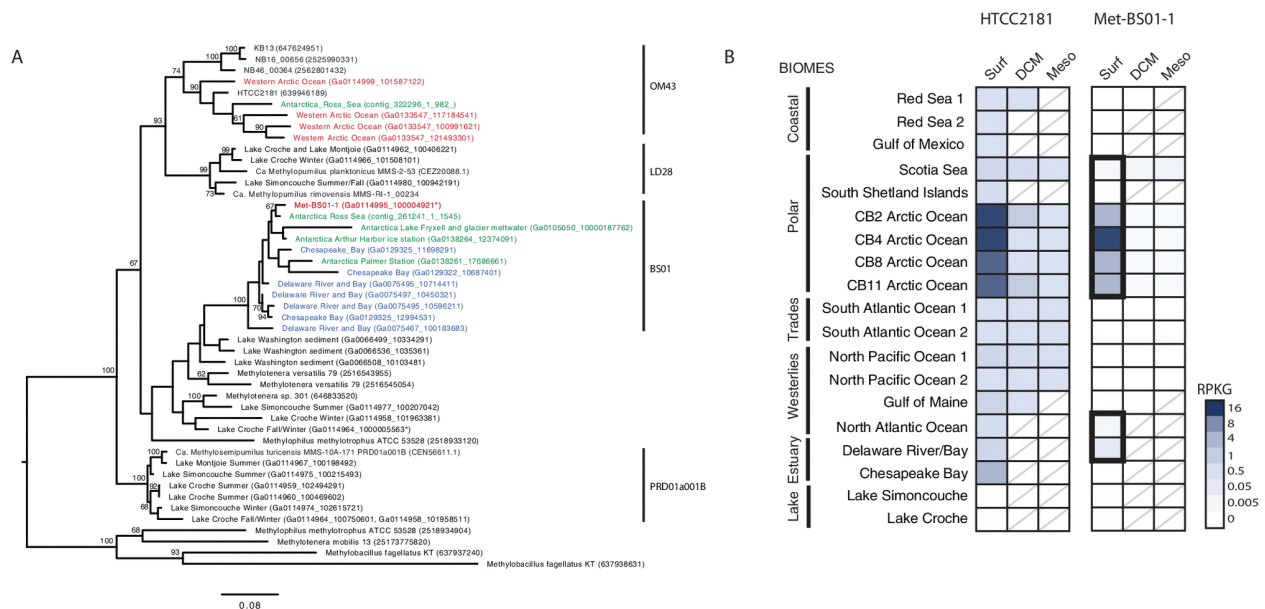 A
100
KB13 (647624951)
NB16_00656 (2525990331)
100
NB46_00364 (2562801432)
74
Western Arctic Ocean (Ga0114999_101587122)
90
HTCC2181 (639946189)
Antarctica_Ross_Sea (contig_322296_1_982_)
61
Western Arctic Ocean (Ga0133547_117184541)
90
Western Arctic Ocean (Ga0133547_100991621)
Western Arctic Ocean (Ga0133547_121493301)
OM43
93
99
Lake Croche and Lake Montjoie (Ga0114962_100406221)
Lake Croche Winter (Ga0114966_101508101)
99
Ca Methylopumilus planktonicus MMS-2-53 (CEZ20088.1)
Lake Simoncouche Summer/Fall (Ga0114980_100942191)
73
Ca. Methylopumilus rimovensis MMS-RI-1_00234
LD28
67
Met-BS01-1 (Ga0114995_100004921*)
Antarctica Ross Sea (contig_261241_1_1545)
Antarctica Lake Fryxell and glacier meltwater (Ga0105050_10000187762)
Antarctica Arthur Harbor ice station (Ga0138264_12374091)
Chesapeake_Bay (Ga0129325_11698291)
Antarctica Palmer Station (Ga0138261_17686661)
Chesapeake Bay (Ga0129322_10687401)
Delaware River and Bay (Ga0075495_10714411)
100
Delaware River and Bay (Ga0075497_10450321)
70
Delaware River and Bay (Ga0075495_10596211)
94
Chesapeake Bay (Ga0129325_12994531)
Delaware River and Bay (Ga0075467_100183683)
BS01
67
Lake Washington sediment (Ga0066499_10334291)
Lake Washington sediment (Ga0066536_1035361)
Lake Washington sediment (Ga0066508_10103481)
62
Methylotenera versatilis 79 (2516543955)
Methylotenera versatilis 79 (2516545054)
100
Methylotenera sp. 301 (646833520)
Lake Simoncouche Summer (Ga0114977_100207042)
Lake Croche Winter (Ga0114958_101963381)
Lake Croche Fall/Winter (Ga0114964_1000005563*)
Methylophilus methylotrophus ATCC 53528 (2518933120)
100
Ca. Methylosemipumilus turicensis MMS-10A-171 PRD01a001B (CEN56611.1)
Lake Montjoie Summer (Ga0114967_100198492)
100
Lake Simoncouche Summer (Ga0114975_100215493)
92
Lake Croche Summer (Ga0114959_102494291)
Lake Croche Summer (Ga0114960_100469602)
68
Lake Simoncouche Winter (Ga0114974_102615721)
Lake Croche Fall/Winter (Ga0114964_100750601, Ga0114958_101958511)
PRD01a001B
68
Methylophilus methylotrophus ATCC 53528 (2518934904)
100
Methylotenera mobilis 13 (25173775820)
93
Methylobacillus fagellatus KT (637937240)
Methylobacillus fagellatus KT (637938631)
0.08
B
HTCC2181 Met-BS01-1
BIOMES
Surf DCM Meso Surf DCM Meso
Coastal
Red Sea 1
Red Sea 2
Gulf of Mexico
Polar
Scotia Sea
South Shetland Islands
CB2 Arctic Ocean
CB4 Arctic Ocean
CB8 Arctic Ocean
CB11 Arctic Ocean
Trades
South Atlantic Ocean 1
South Atlantic Ocean 2
Westerlies
North Pacific Ocean 1
North Pacific Ocean 2
Gulf of Maine
North Atlantic Ocean
Estuary
Delaware River/Bay
Chesapeake Bay
Lake
Lake Simoncouche
Lake Croche
RPKG
16
8
4
1
0.5
0.05
0.005
0